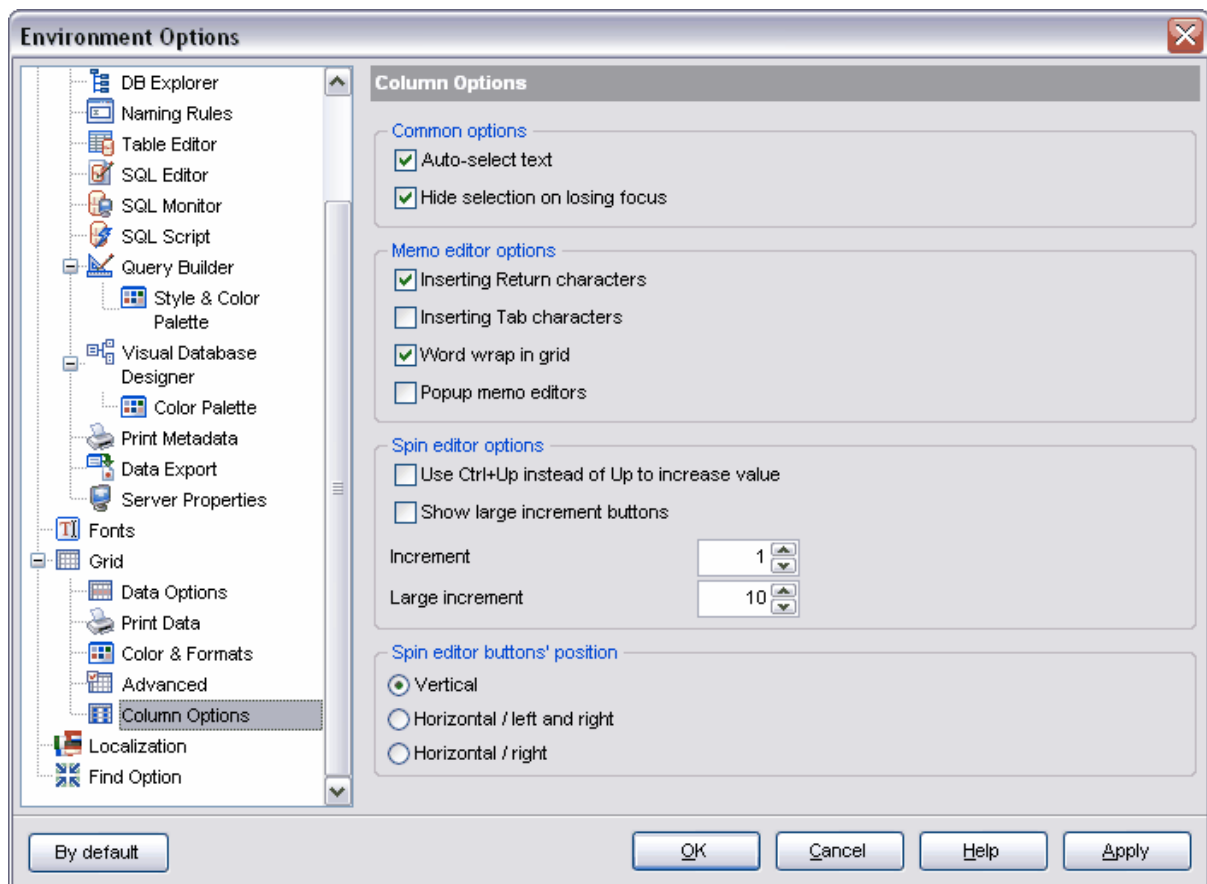 Environment Options
DB Explorer
Naming Rules
Table Editor
SQL Editor
SQL Monitor
SQL Script
Query Builder
Style & Color
Palette
Visual Database
Designer
Color Palette
Print Metadata
Data Export
Server Properties
Fonts
Grid
Data Options
Print Data
Color & Formats
Advanced
Column Options
Localization
Find Option
Column Options
Common options
Auto-select text
Hide selection on losing focus
Memo editor options
Inserting Return characters
Inserting Tab characters
Word wrap in grid
Popup memo editors
Spin editor options
Use Ctrl+Up instead of Up to increase value
Show large increment buttons
Increment 1
Large increment 10
Spin editor buttons' position
Vertical
Horizontal / left and right
Horizontal / right
By default OK Cancel Help Apply